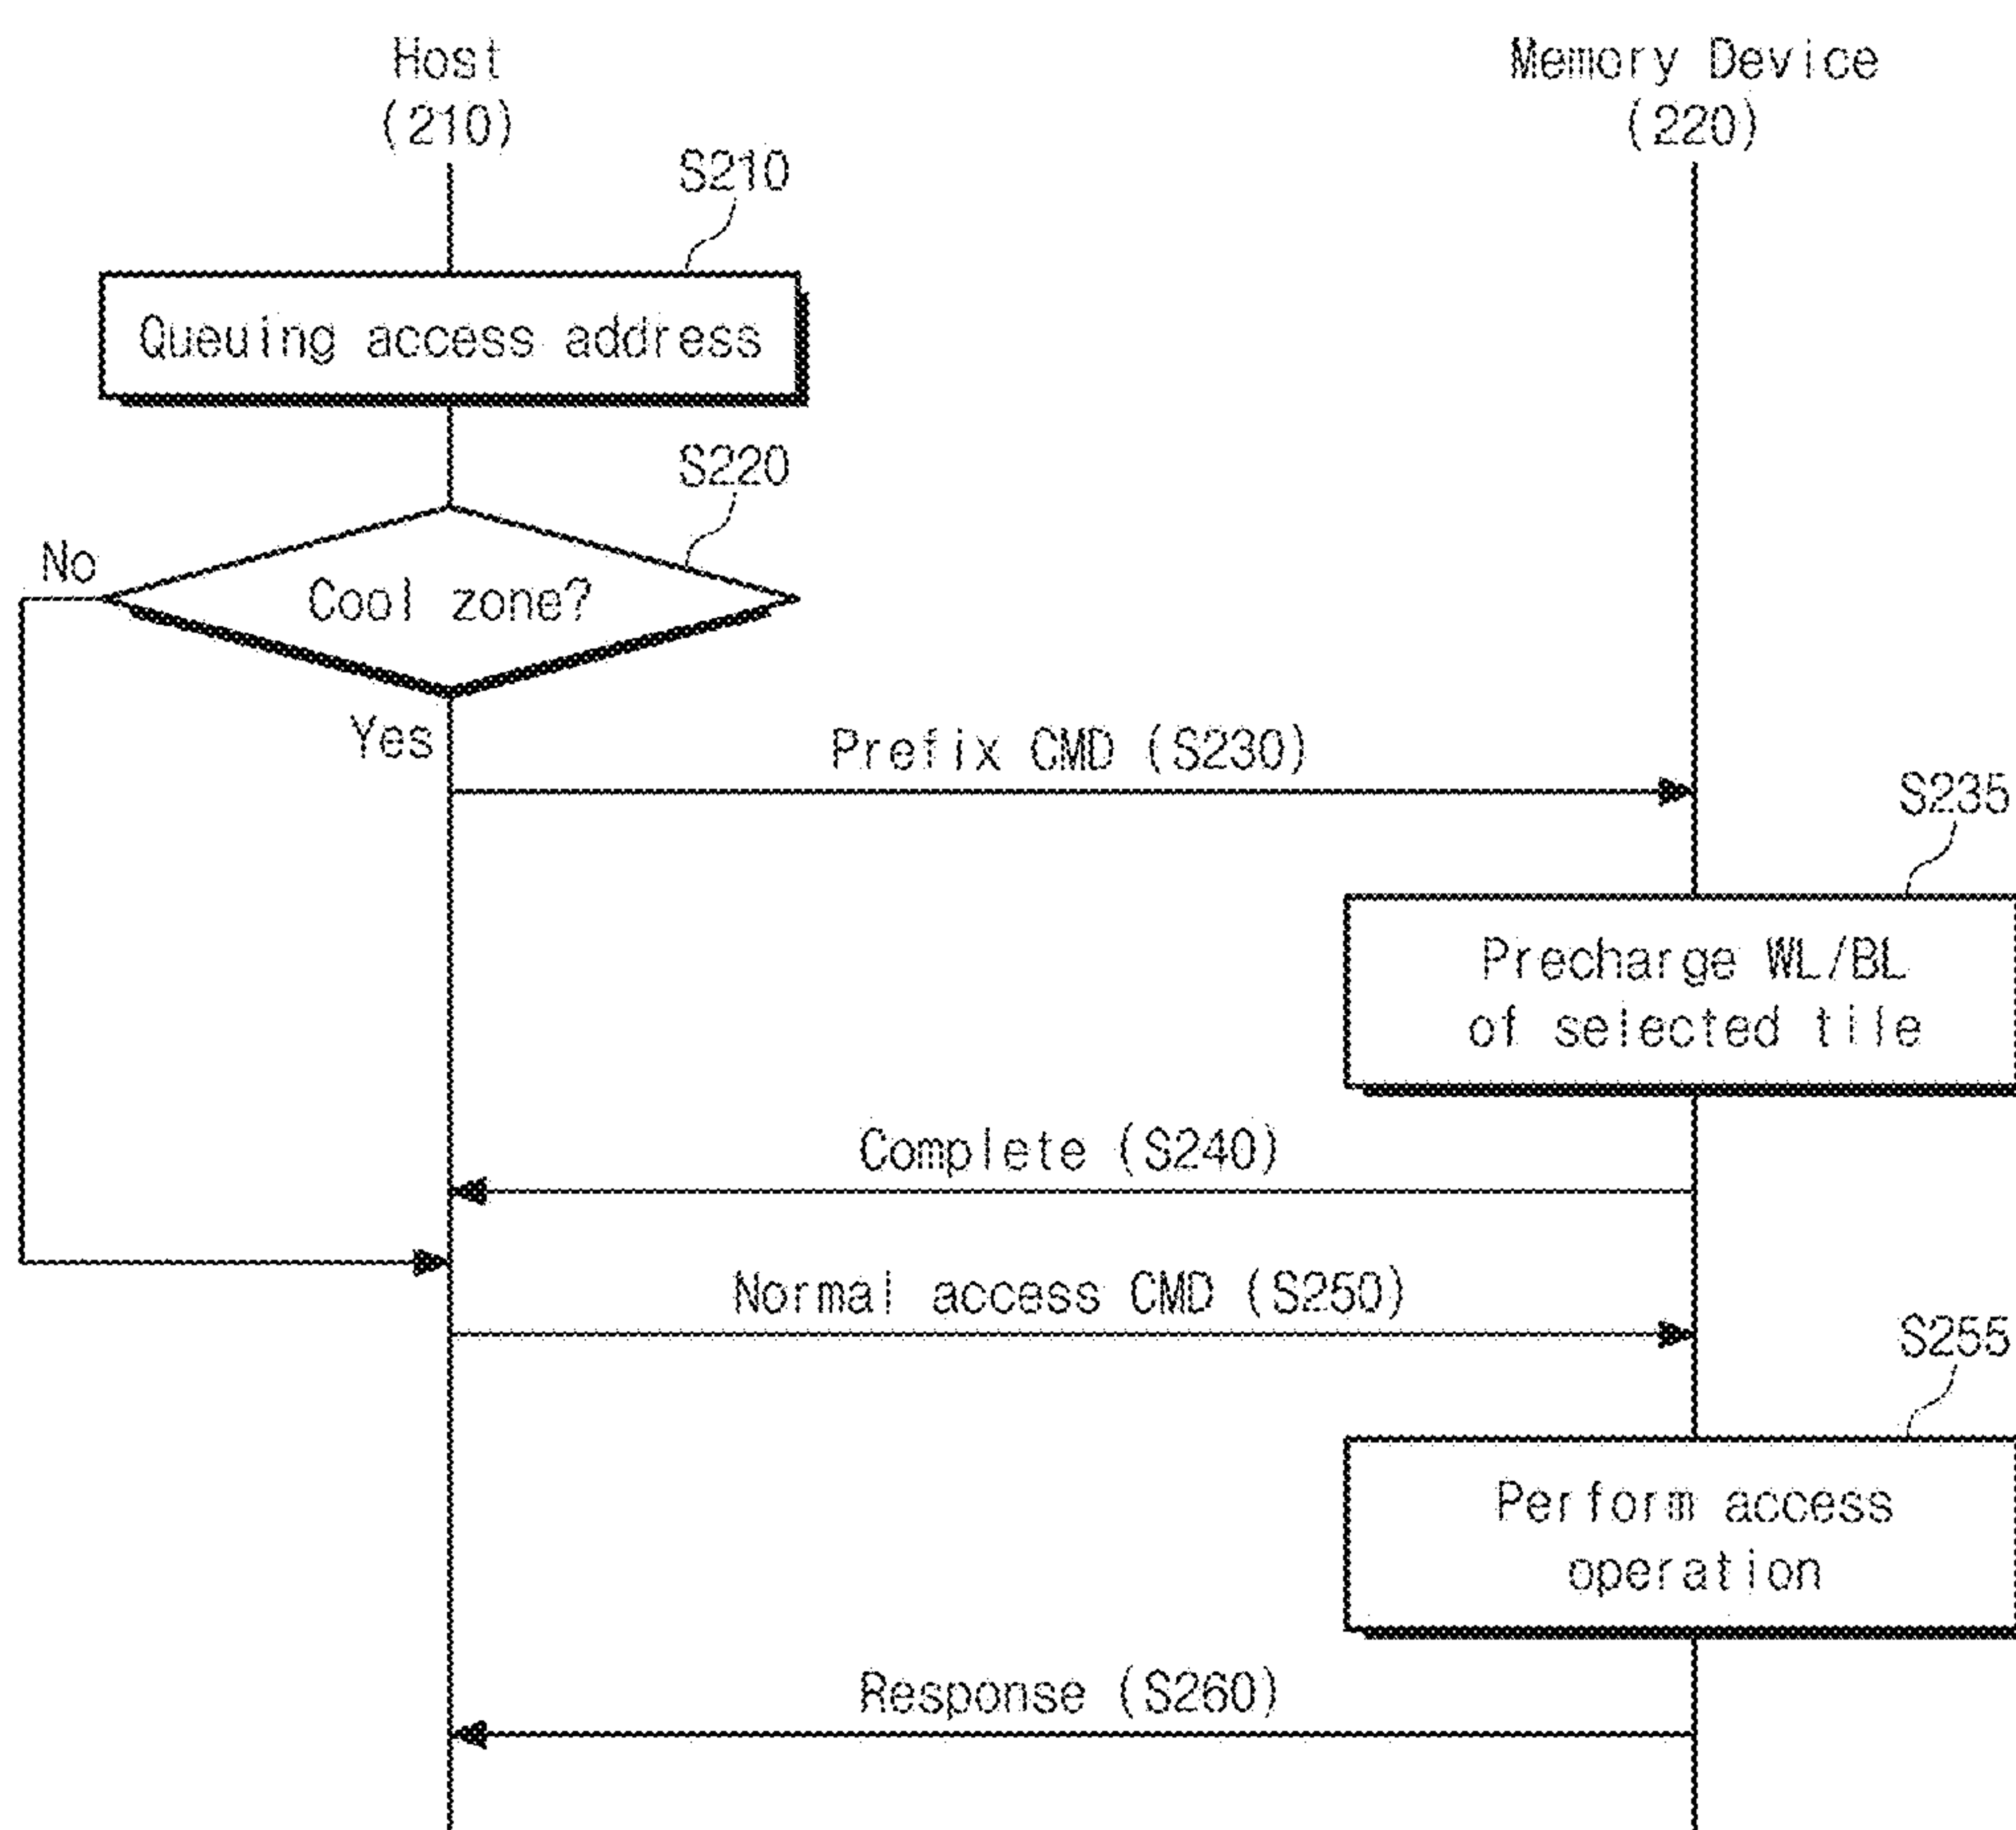 Host
(210)
Memory Device
(220)
S210
Queuing access address
S220
No
Cool zone?
Yes
Prefix CMD (S230)
S235
Precharge WL/BL
of selected tile
Complete (S240)
Normal access CMD (S250)
S255
Perform access
operation
Response (S260)